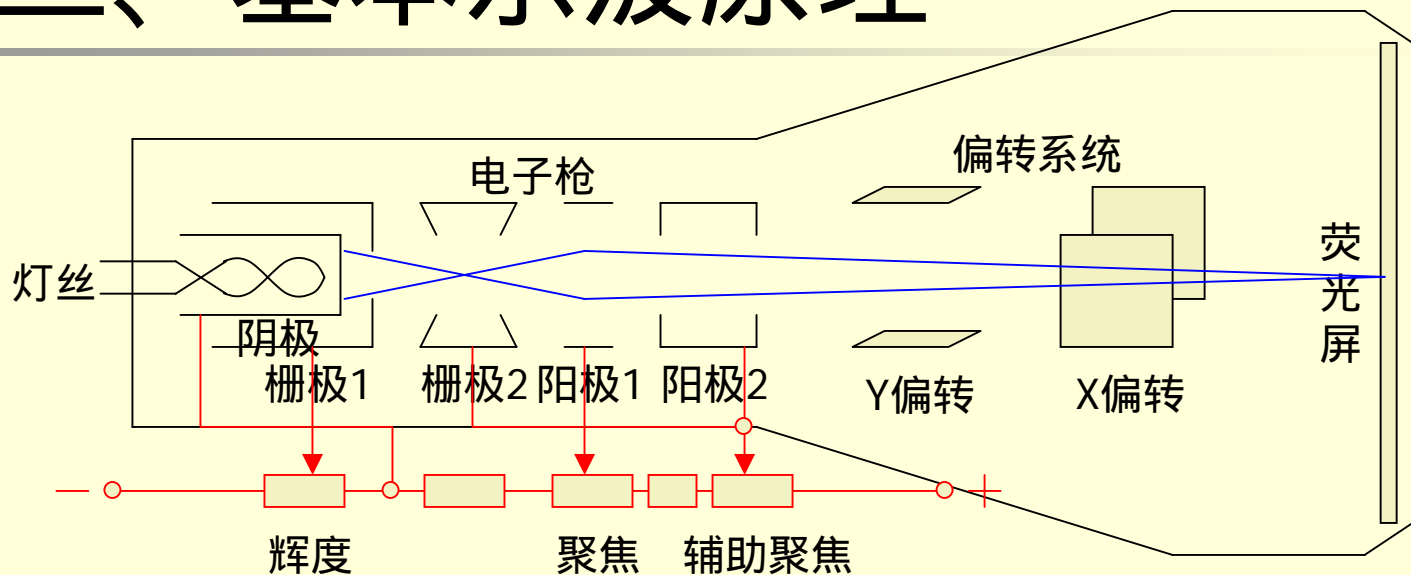 二、基本示波原理
电子枪
偏转系统
灯丝
荧光屏
阴极
栅极1
栅极2
阳极1
阳极2
Y偏转
X偏转
— +
辉度
聚焦
辅助聚焦